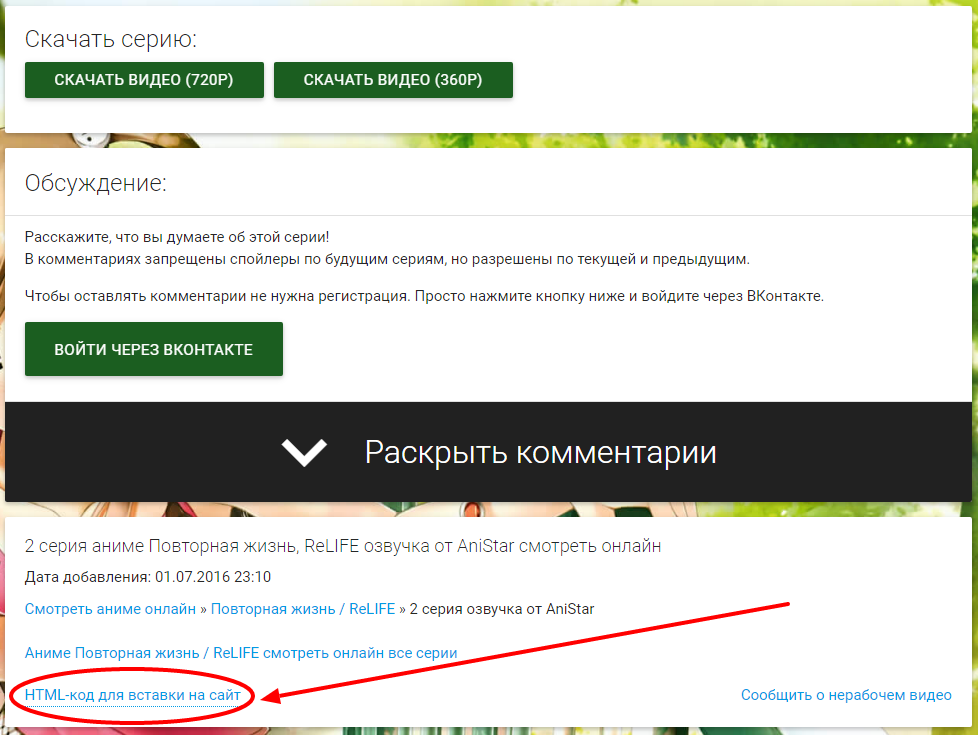 Скачать серию:
СКАЧАТЬ ВИДЕО (720P) СКАЧАТЬ ВИДЕО (360P)
Обсуждение:
Расскажите, что вы думаете об этой серии!
В комментариях запрещены спойлеры по будущим сериям, но разрешены по текущей и предыдущим.
Чтобы оставлять комментарии не нужна регистрация. Просто нажмите кнопку ниже и войдите через ВКонтакте.
ВОЙТИ ЧЕРЕЗ ВКОНТАКТЕ
Раскрыть комментарии
2 серия аниме Повторная жизнь, ReLIFE озвучка от AniStar смотреть онлайн
Дата добавления: 01.07.2016 23:10
Смотреть аниме онлайн » Повторная жизнь / ReLIFE » 2 серия озвучка от AniStar
Аниме Повторная жизнь / ReLIFE смотреть онлайн все серии
HTML-код для вставки на сайт Сообщить о нерабочем видео